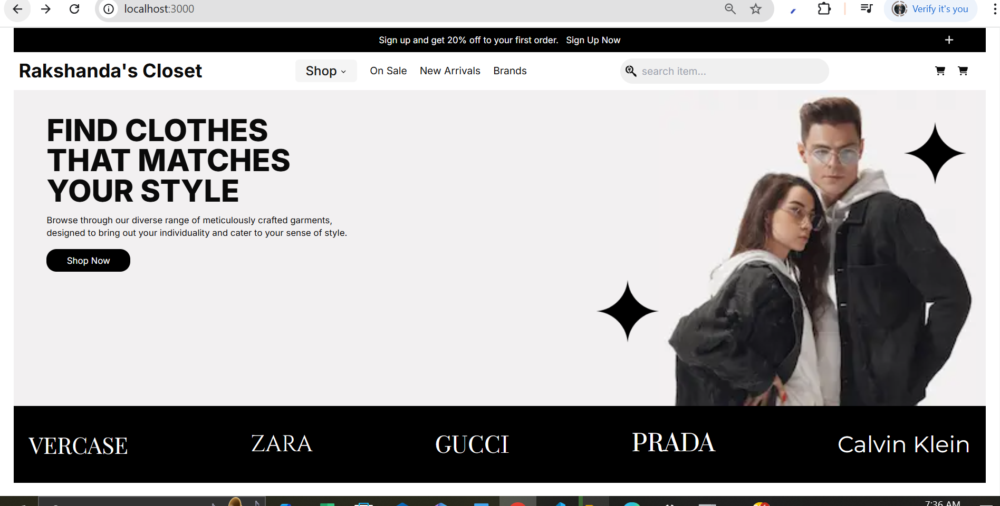 localhost:3000
Verify it's you
Sign up and get 20% off to your first order. Sign Up Now
Rakshanda's Closet
Shop On Sale New Arrivals Brands
search item...
FIND CLOTHES
THAT MATCHES
YOUR STYLE
Browse through our diverse range of meticulously crafted garments,
designed to bring out your individuality and cater to your sense of style.
Shop Now
VERCASE ZARA GUCCI PRADA Calvin Klein
7:36 AM